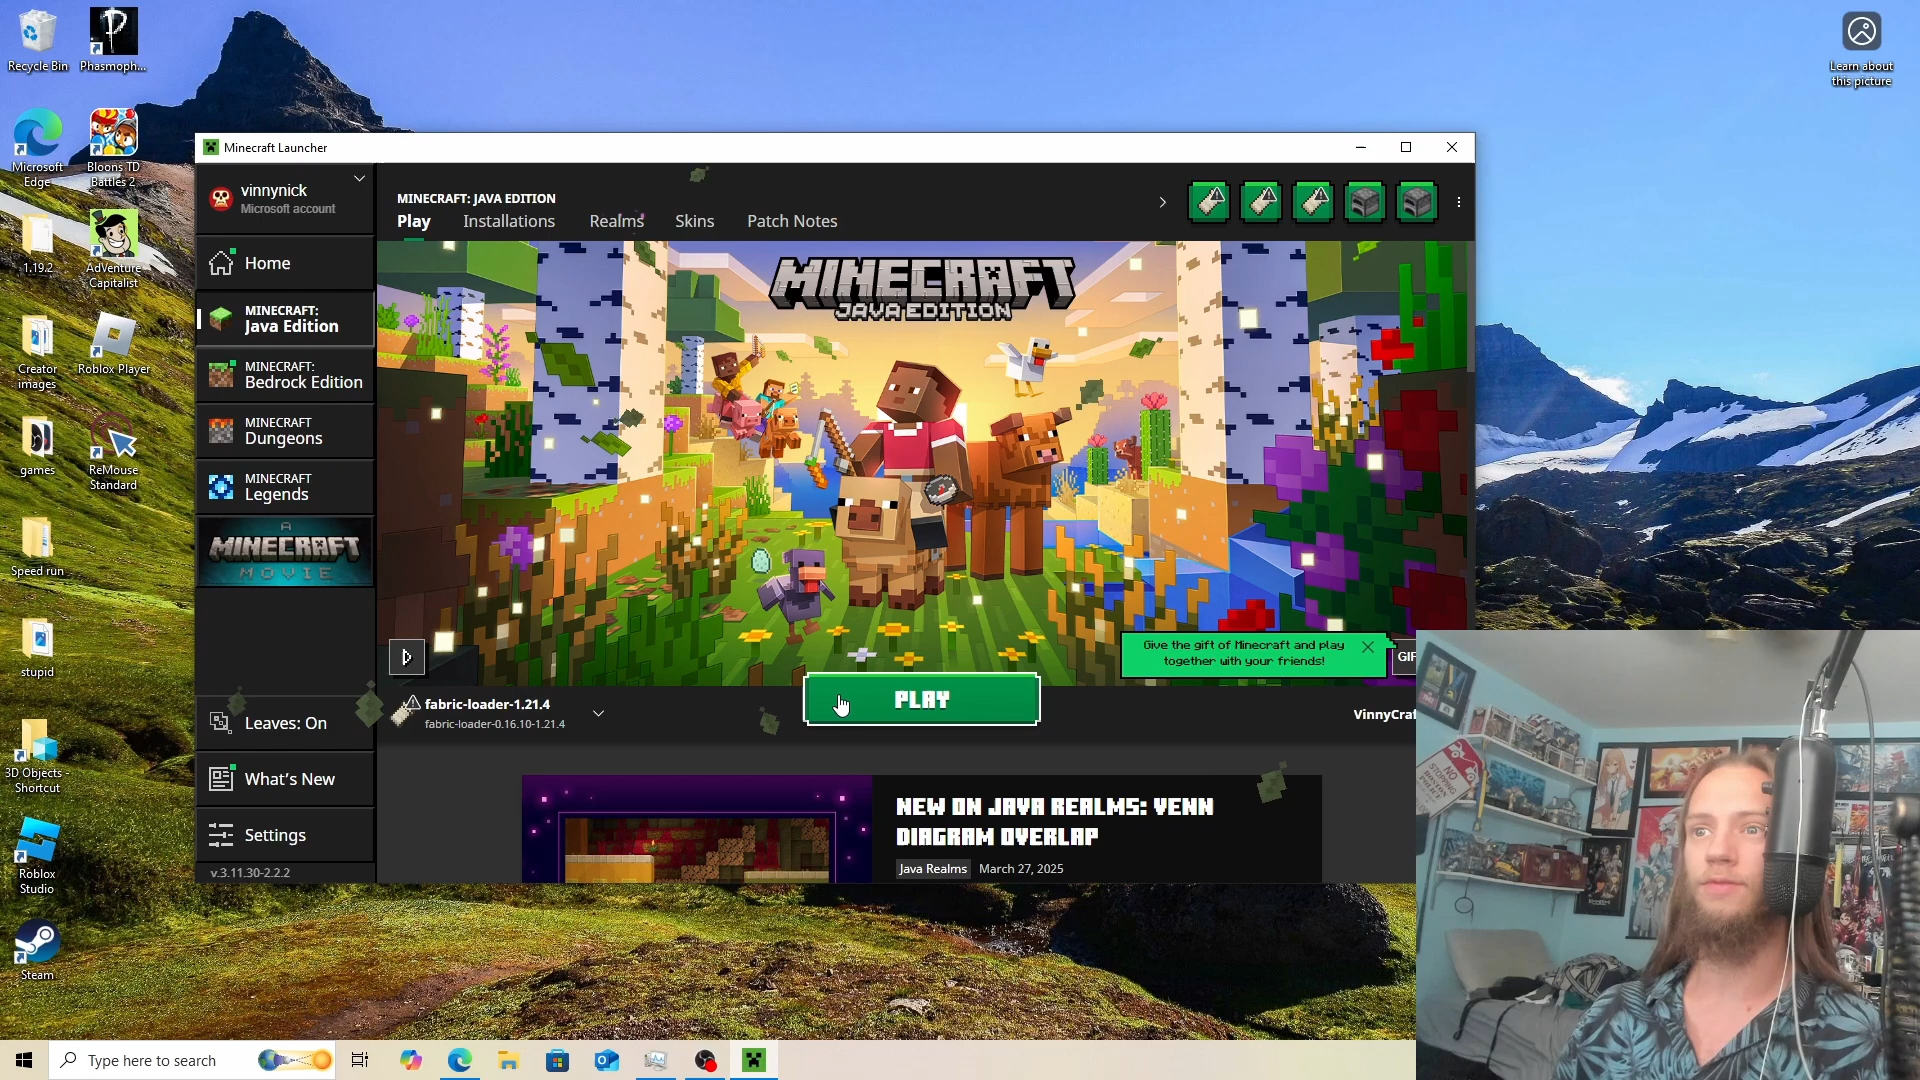 Recycle Bin
Phasmoph...
Learn about
this picture
Microsoft
Edge
Bloons TD
Battles 2
1.19.2
AdVenture
Capitalist
Creator
images
Roblox Player
games
ReMouse
Standard
Speed run
stupid
3D Objects -
Shortcut
Roblox
Studio
Steam
Minecraft Launcher
vinnynick
Microsoft account
Home
MINECRAFT:
Java Edition
MINECRAFT:
Bedrock Edition
MINECRAFT
Dungeons
MINECRAFT
Legends
A
MINECRAFT
MOVIE
Leaves: On
What's New
Settings
v.3.11.30-2.2.2
MINECRAFT: JAVA EDITION
Play
Installations
Realms
Skins
Patch Notes
MINECRAFT
JAVA EDITION
Give the gift of Minecraft and play
together with your friends!
GIF
fabric-loader-1.21.4
fabric-loader-0.16.10-1.21.4
PLAY
VinnyCraf
NEW ON JAVA REALMS: VENN
DIAGRAM OVERLAP
Java Realms
March 27, 2025
Type here to search